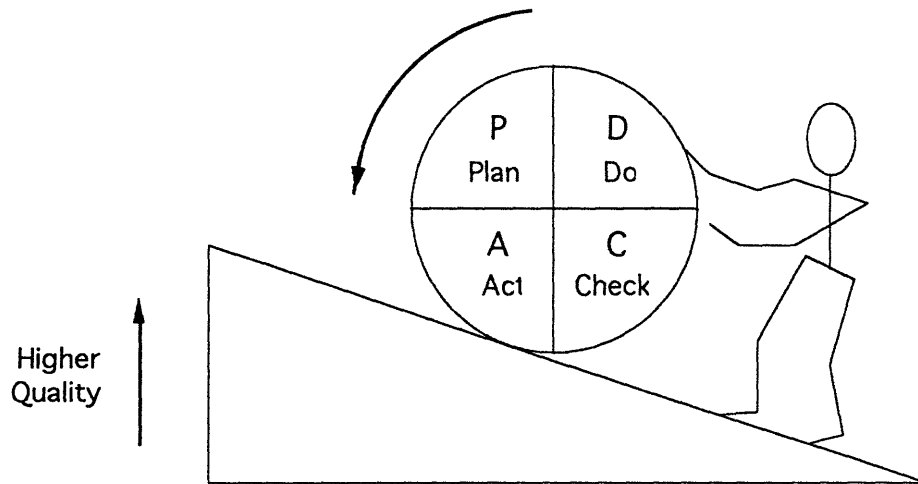 P
Plan
D
Do
A
Act
C
Check
Higher
Quality